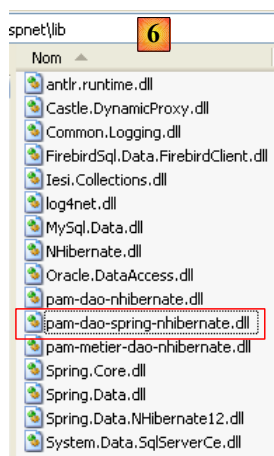 spnet\lib
6
Nom
antlr.runtime.dll
Castle.DynamicProxy.dll
Common.Logging.dll
FirebirdSql.Data.FirebirdClient.dll
Iesi.Collections.dll
log4net.dll
MySql.Data.dll
NHibernate.dll
Oracle.DataAccess.dll
pam-dao-nhibernate.dll
pam-dao-spring-nhibernate.dll
pam-metier-dao-nhibernate.dll
Spring.Core.dll
Spring.Data.dll
Spring.Data.NHibernate12.dll
System.Data.SqlServerCe.dll